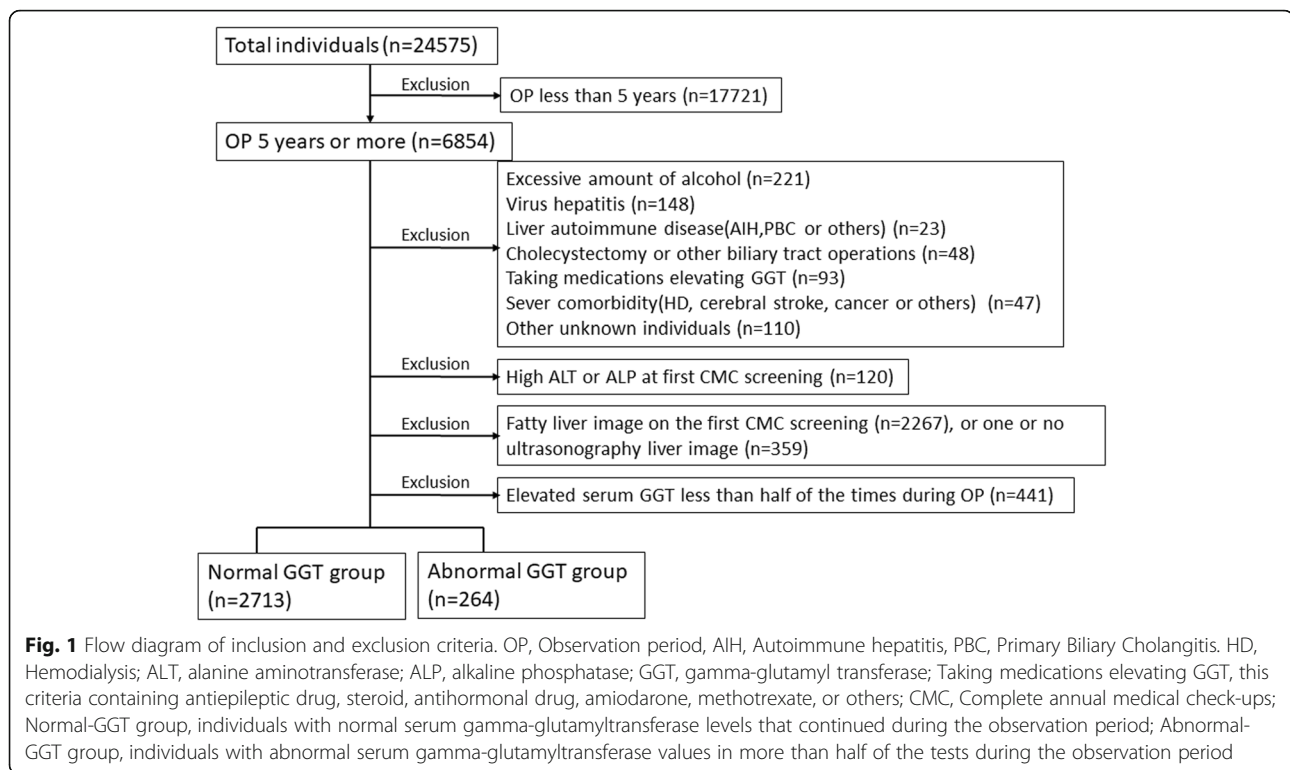 Total individuals (n=24575)
Exclusion
OP less than 5 years (n=17721)
OP 5 years or more (n=6854)
Exclusion
Excessive amount of alcohol (n=221)
Virus hepatitis (n=148)
Liver autoimmune disease(AIH,PBC or others) (n=23)
Cholecystectomy or other biliary tract operations (n=48)
Taking medications elevating GGT (n=93)
Sever comorbidity(HD, cerebral stroke, cancer or others) (n=47)
Other unknown individuals (n=110)
Exclusion
High ALT or ALP at first CMC screening (n=120)
Exclusion
Fatty liver image on the first CMC screening (n=2267), or one or no
ultrasonography liver image (n=359)
Exclusion
Elevated serum GGT less than half of the times during OP (n=441)
Normal GGT group
(n=2713)
Abnormal GGT group
(n=264)
Fig. 1 Flow diagram of inclusion and exclusion criteria. OP, Observation period, AIH, Autoimmune hepatitis, PBC, Primary Biliary Cholangitis. HD,
Hemodialysis; ALT, alanine aminotransferase; ALP, alkaline phosphatase; GGT, gamma-glutamyl transferase; Taking medications elevating GGT, this
criteria containing antiepileptic drug, steroid, antihormonal drug, amiodarone, methotrexate, or others; CMC, Complete annual medical check-ups;
Normal-GGT group, individuals with normal serum gamma-glutamyltransferase levels that continued during the observation period; Abnormal-
GGT group, individuals with abnormal serum gamma-glutamyltransferase values in more than half of the tests during the observation period